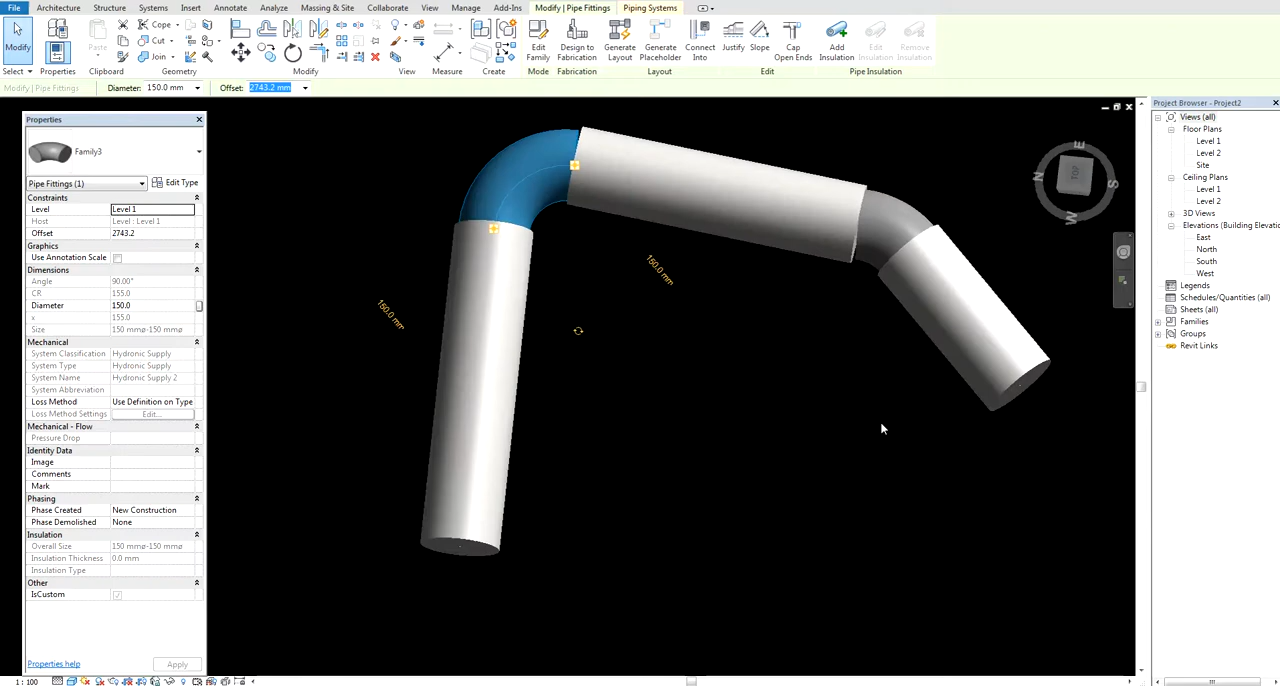 File Architecture Structure Systems Insert Annotate Analyze Massing & Site Collaborate View Manage Add-Ins Modify | Pipe Fittings Piping Systems
Modify
Select
Properties
Paste
Clipboard
Cope
Cut
Join
Geometry
Modify
View
Measure
Create
Edit Family
Mode
Design to Fabrication
Fabrication
Generate Layout
Generate Placeholder
Connect Into
Layout
Justify
Slope
Cap Open Ends
Edit
Add Insulation
Edit Insulation
Remove Insulation
Pipe Insulation
Modify | Pipe Fittings Diameter: 150.0 mm Offset: 2743.2 mm
Properties
Family3
Pipe Fittings (1) Edit Type
Constraints
Level Level 1
Host Level : Level 1
Offset 2743.2
Graphics
Use Annotation Scale
Dimensions
Angle 90.00°
CR 155.0
Diameter 150.0
x 155.0
Size 150 mmø-150 mmø
Mechanical
System Classification Hydronic Supply
System Type Hydronic Supply
System Name Hydronic Supply 2
System Abbreviation
Loss Method Use Definition on Type
Loss Method Settings Edit...
Mechanical - Flow
Pressure Drop
Identity Data
Image
Comments
Mark
Phasing
Phase Created New Construction
Phase Demolished None
Insulation
Overall Size 150 mmø-150 mmø
Insulation Thickness 0.0 mm
Insulation Type
Other
IsCustom
Properties help Apply
1 : 100
150.0 mm
150.0 mm
TOP
N
E
S
W
Project Browser - Project2
Views (all)
Floor Plans
Level 1
Level 2
Site
Ceiling Plans
Level 1
Level 2
3D Views
Elevations (Building Elevatio
East
North
South
West
Legends
Schedules/Quantities (all)
Sheets (all)
Families
Groups
Revit Links